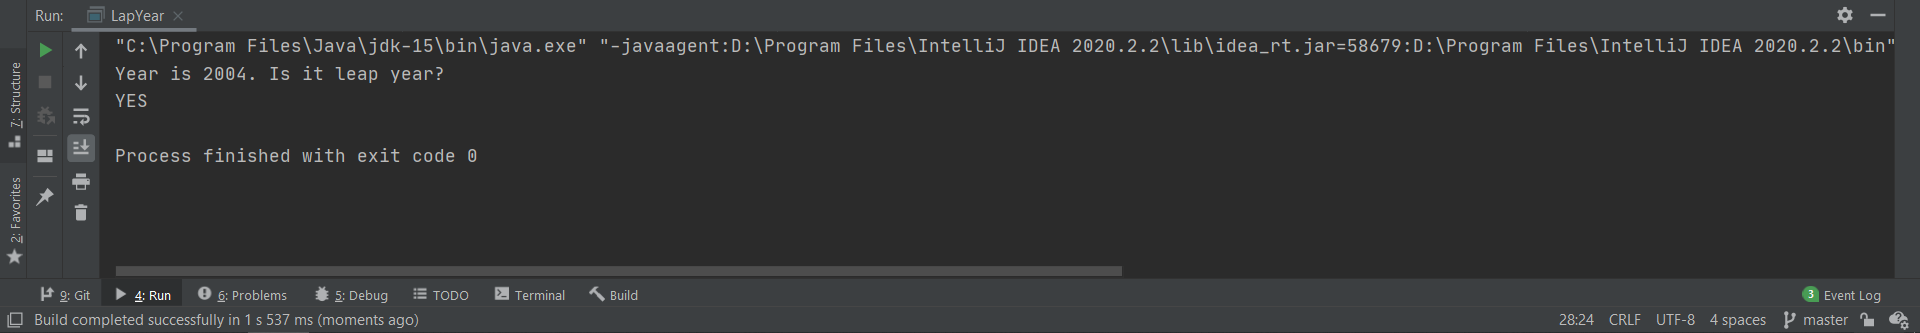 Run: LapYear
"C:\Program Files\Java\jdk-15\bin\java.exe" "-javaagent:D:\Program Files\IntelliJ IDEA 2020.2.2\lib\idea_rt.jar=58679:D:\Program Files\IntelliJ IDEA 2020.2.2\bin"
Year is 2004. Is it leap year?
YES
Process finished with exit code 0
7: Structure
2: Favorites
9: Git 4: Run 6: Problems 5: Debug TODO Terminal Build 3 Event Log
Build completed successfully in 1 s 537 ms (moments ago) 28:24 CRLF UTF-8 4 spaces master